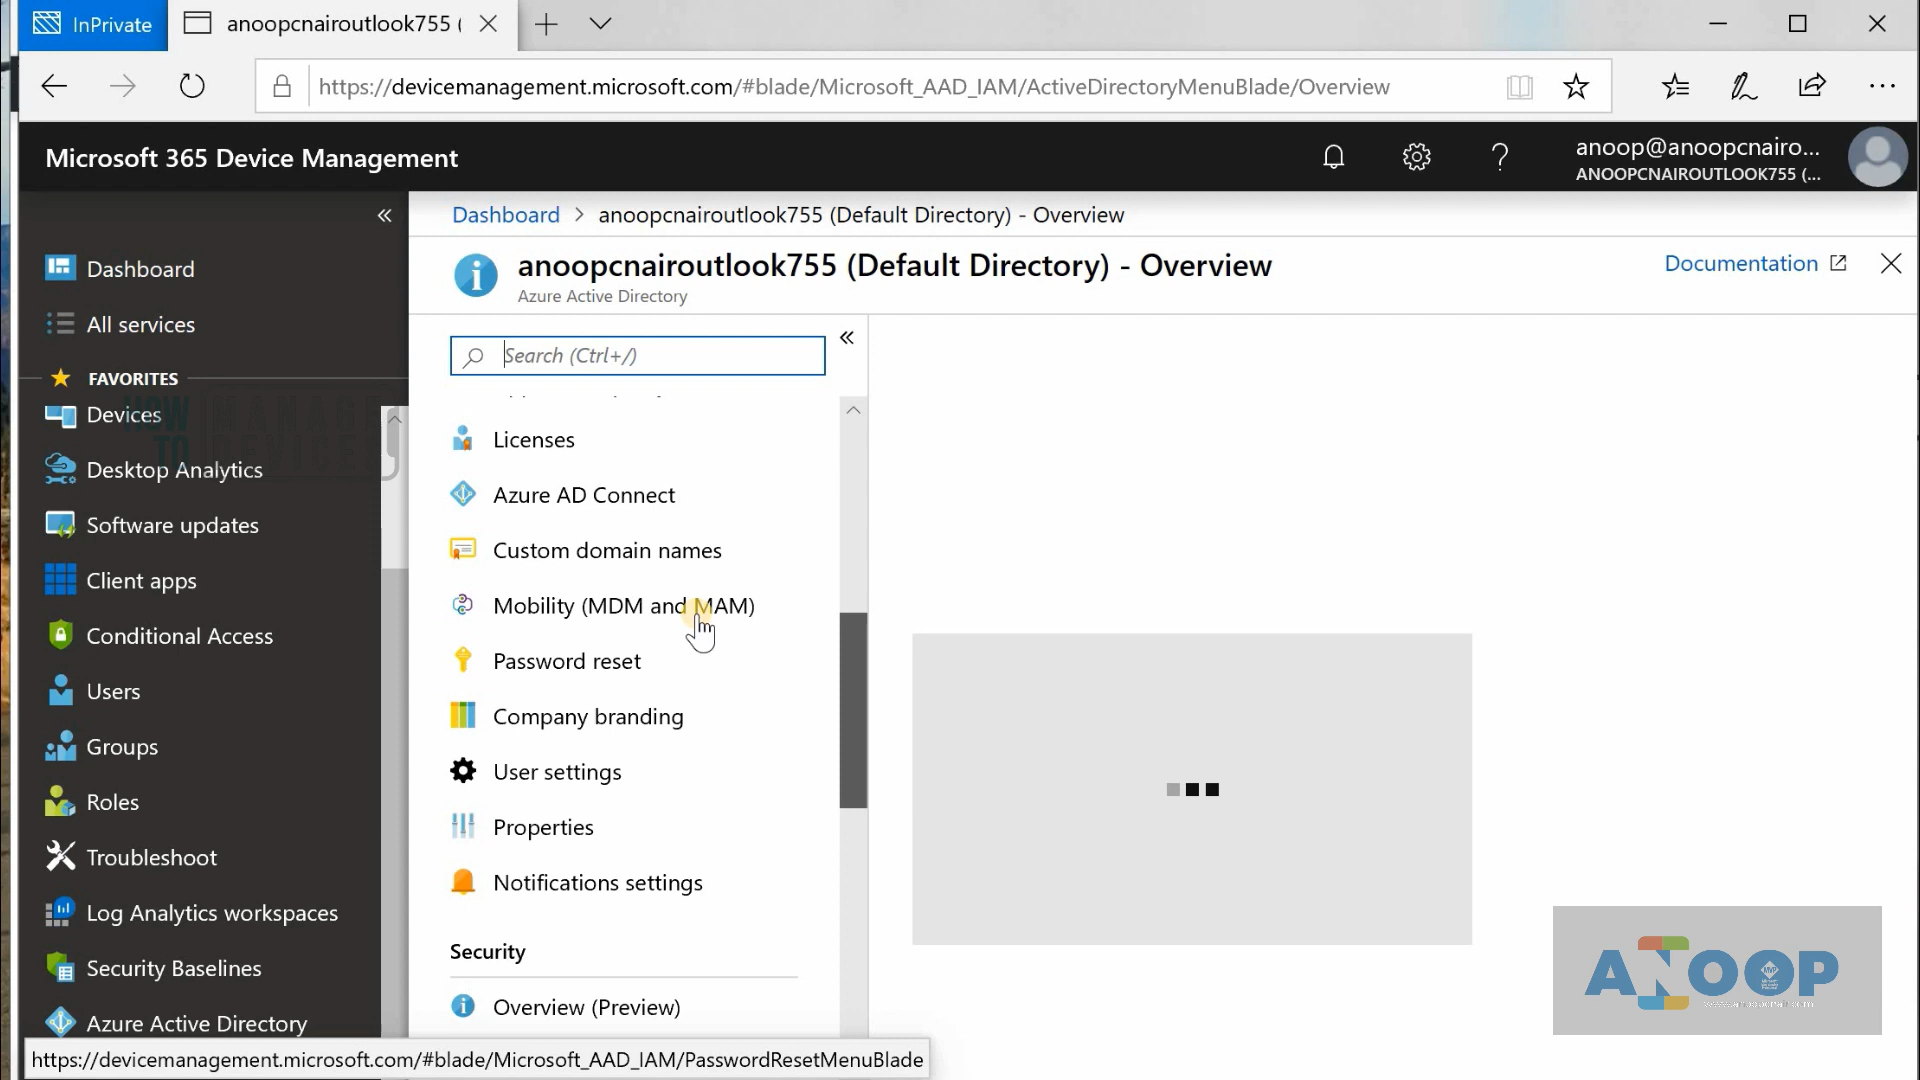 InPrivate
anoopcnairoutlook755 (
https://devicemanagement.microsoft.com/#blade/Microsoft_AAD_IAM/ActiveDirectoryMenuBlade/Overview
Microsoft 365 Device Management
anoop@anoopcnairo...
ANOOPCNAIROUTLOOK755 (...
Dashboard
All services
FAVORITES
Devices
Desktop Analytics
Software updates
Client apps
Conditional Access
Users
Groups
Roles
Troubleshoot
Log Analytics workspaces
Security Baselines
Azure Active Directory
HOW TO
MANAGE
DEVICES
Dashboard > anoopcnairoutlook755 (Default Directory) - Overview
anoopcnairoutlook755 (Default Directory) - Overview
Azure Active Directory
Documentation
Search (Ctrl+/)
Licenses
Azure AD Connect
Custom domain names
Mobility (MDM and MAM)
Password reset
Company branding
User settings
Properties
Notifications settings
Security
Overview (Preview)
ANOOP
https://devicemanagement.microsoft.com/#blade/Microsoft_AAD_IAM/PasswordResetMenuBlade